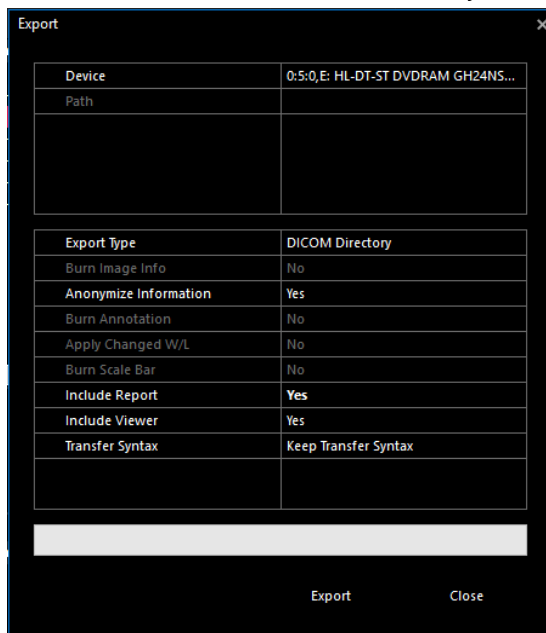 Export
Device 0:5:0,E: HL-DT-ST DVDRAM GH24NS...
Path
Export Type DICOM Directory
Burn Image Info No
Anonymize Information Yes
Burn Annotation No
Apply Changed W/L No
Burn Scale Bar No
Include Report Yes
Include Viewer Yes
Transfer Syntax Keep Transfer Syntax
Export Close